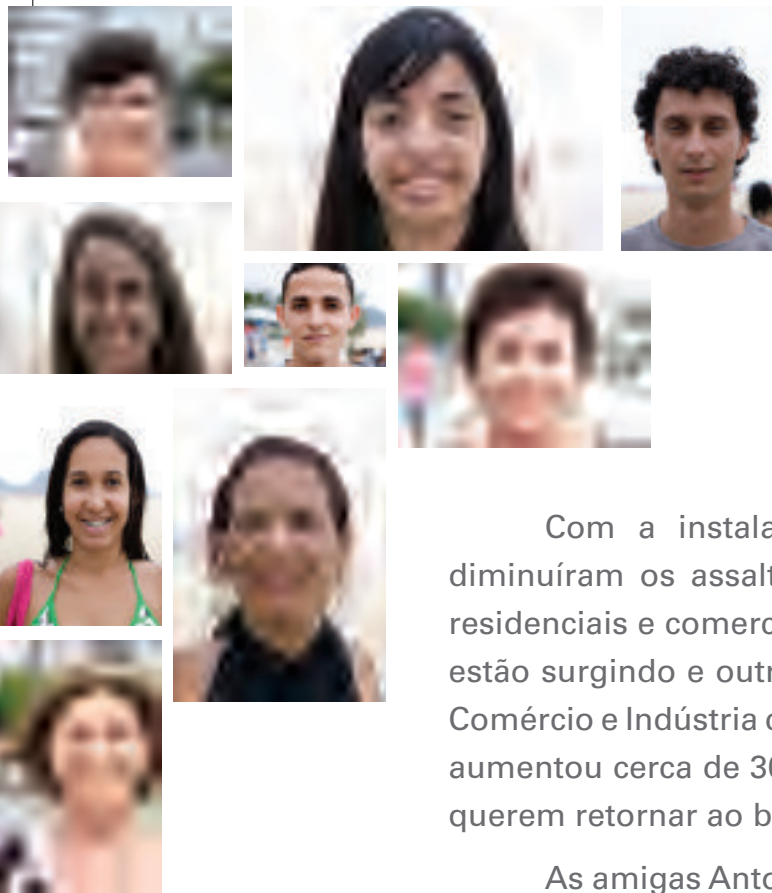 Com a instala
diminuíram os assalt
residenciais e comerc
estão surgindo e outr
Comércio e Indústria
aumentou cerca de 30
querem retornar ao b
As amigas Anto